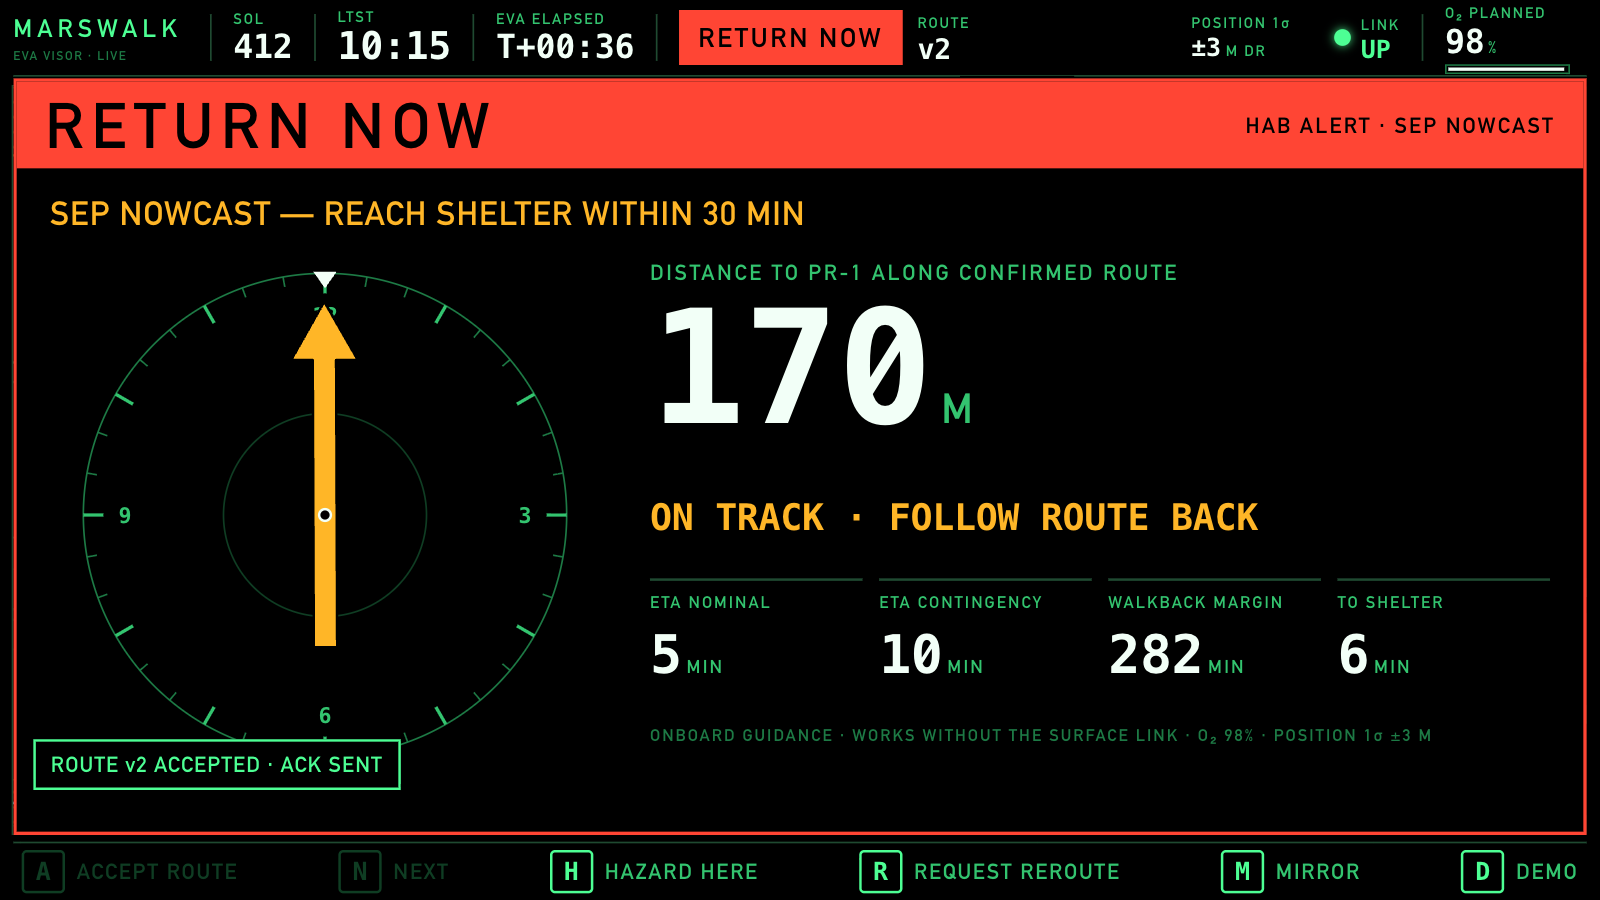 MARSWALK
EVA VISOR · LIVE
SOL
412
LTST
10:15
EVA ELAPSED
T+00:36
RETURN NOW
ROUTE
v2
POSITION 1σ
±3 M DR
LINK
UP
O₂ PLANNED
98 %
RETURN NOW
HAB ALERT · SEP NOWCAST
SEP NOWCAST — REACH SHELTER WITHIN 30 MIN
9
3
6
DISTANCE TO PR-1 ALONG CONFIRMED ROUTE
170 M
ON TRACK · FOLLOW ROUTE BACK
ETA NOMINAL
5 MIN
ETA CONTINGENCY
10 MIN
WALKBACK MARGIN
282 MIN
TO SHELTER
6 MIN
ONBOARD GUIDANCE · WORKS WITHOUT THE SURFACE LINK · O₂ 98% · POSITION 1σ ±3 M
ROUTE v2 ACCEPTED · ACK SENT
A ACCEPT ROUTE
N NEXT
H HAZARD HERE
R REQUEST REROUTE
M MIRROR
D DEMO